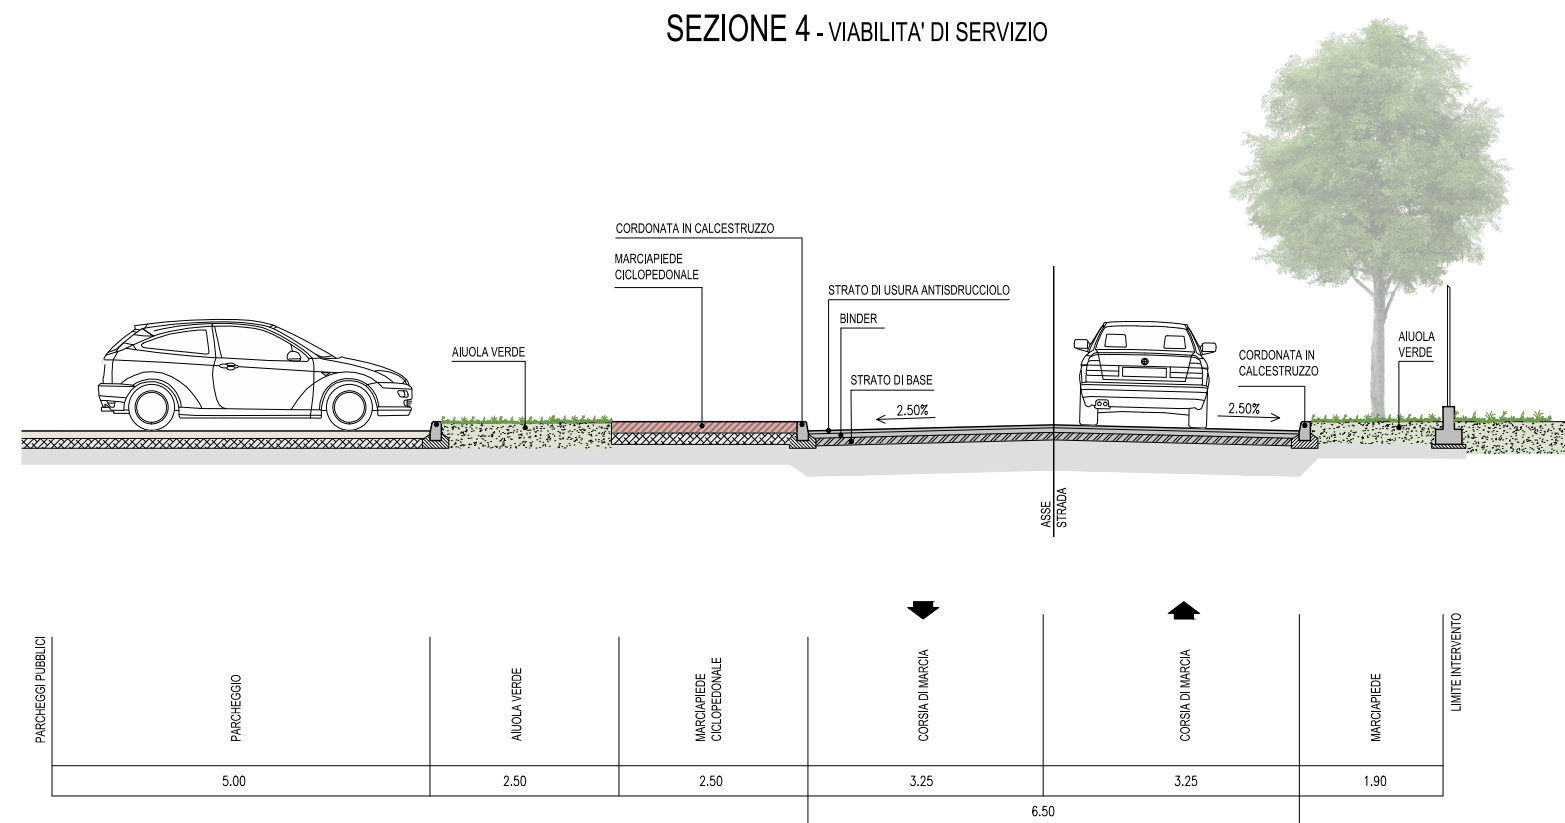 SEZIONE 4 - VIABILITA' DI SERVIZIO
CORDONATA IN CALCESTRUZZO
MARCIAPIEDE
CICLOPEDONALE
STRATO DI USURA ANTISDRUCCIOLO
BINDER
AIUOLA VERDE
STRATO DI BASE
2.50%
CORDONATA IN
CALCESTRUZZO
2.50%
AIUOLA
VERDE
ASSE
STRADA
PARCHEGGI PUBBLICI
PARCHEGGIO
AIUOLA VERDE
MARCIAPIEDE
CICLOPEDONALE
CORSIA DI MARCIA
CORSIA DI MARCIA
MARCIAPIEDE
LIMITE INTERVENTO
5.00
2.50
2.50
3.25
3.25
1.90
6.50